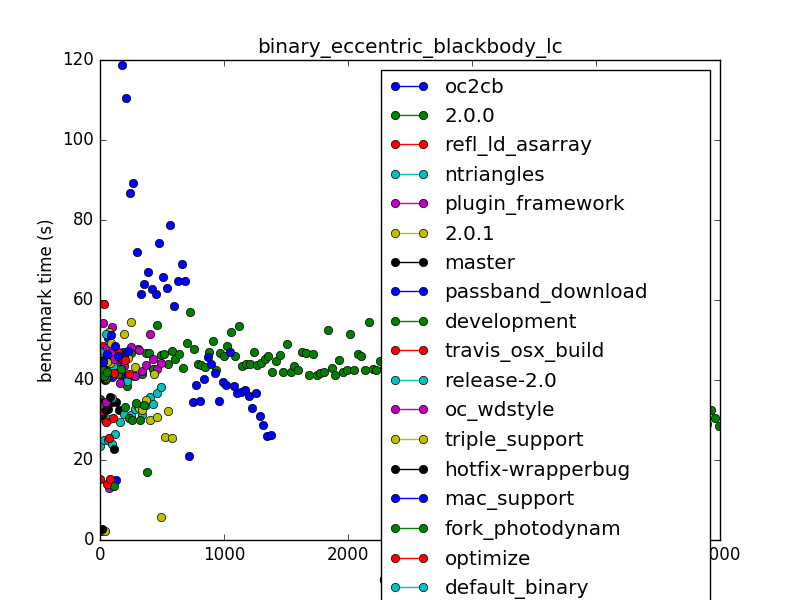 binary_eccentric_blackbody_lc
benchmark time (s)
120
100
80
60
40
20
0
0
1000
2000
000
oc2cb
2.0.0
refl_ld_asarray
ntriangles
plugin_framework
2.0.1
master
passband_download
development
travis_osx_build
release-2.0
oc_wdstyle
triple_support
hotfix-wrapperbug
mac_support
fork_photodynam
optimize
default_binary